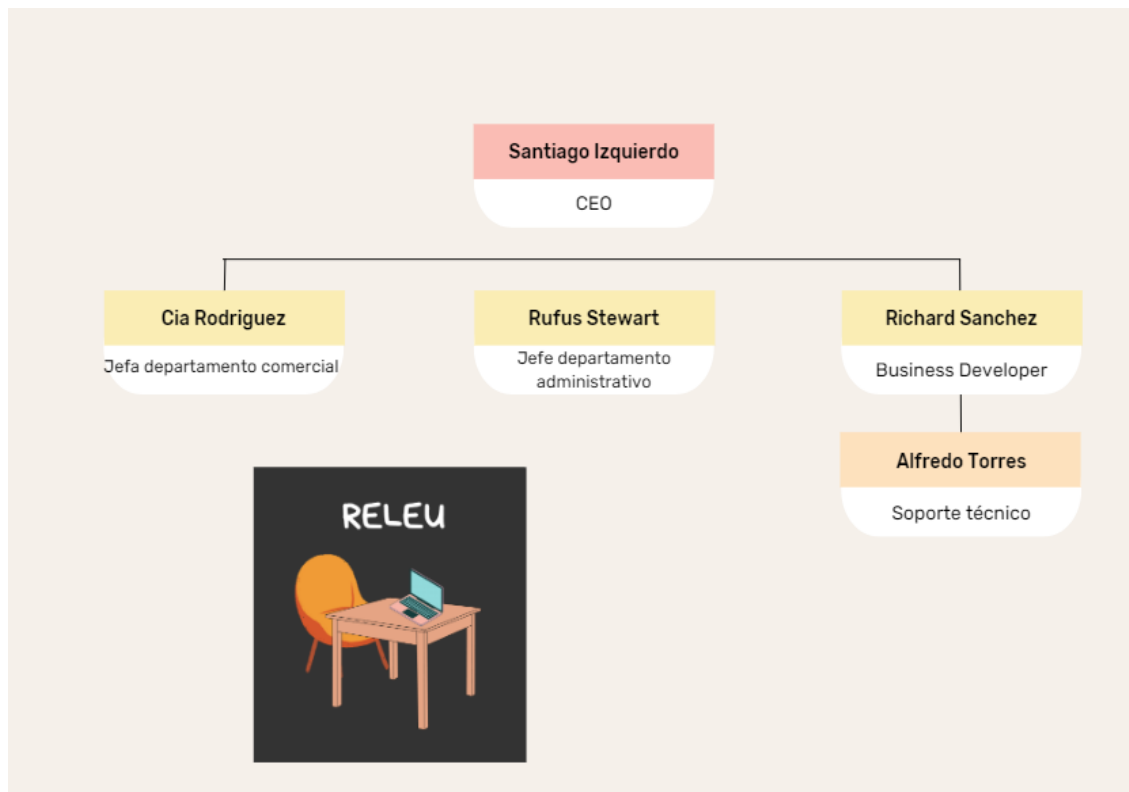 Santiago Izquierdo
CEO
Cia Rodriguez
Jefa departamento comercial
Rufus Stewart
Jefe departamento
administrativo
Richard Sanchez
Business Developer
Alfredo Torres
Soporte técnico
RELEU